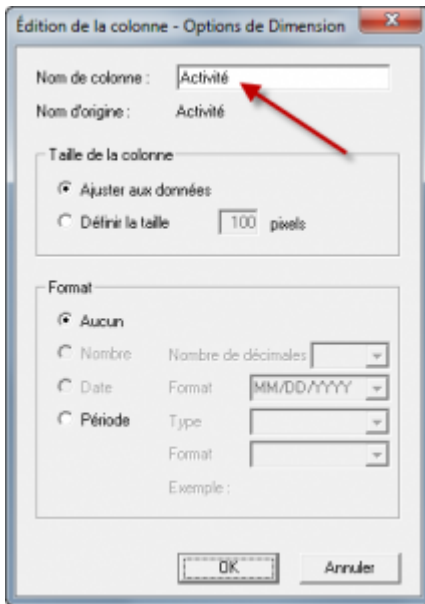 Édition de la colonne - Options de Dimension
Nom de colonne : Activité
Nom d'origine : Activité
Taille de la colonne
Ajuster aux données
Définir la taille 100 pixels
Format
Aucun
Nombre Nombre de décimales
Date Format MM/DD/YYYY
Période Type
Format
Exemple :
OK Annuler